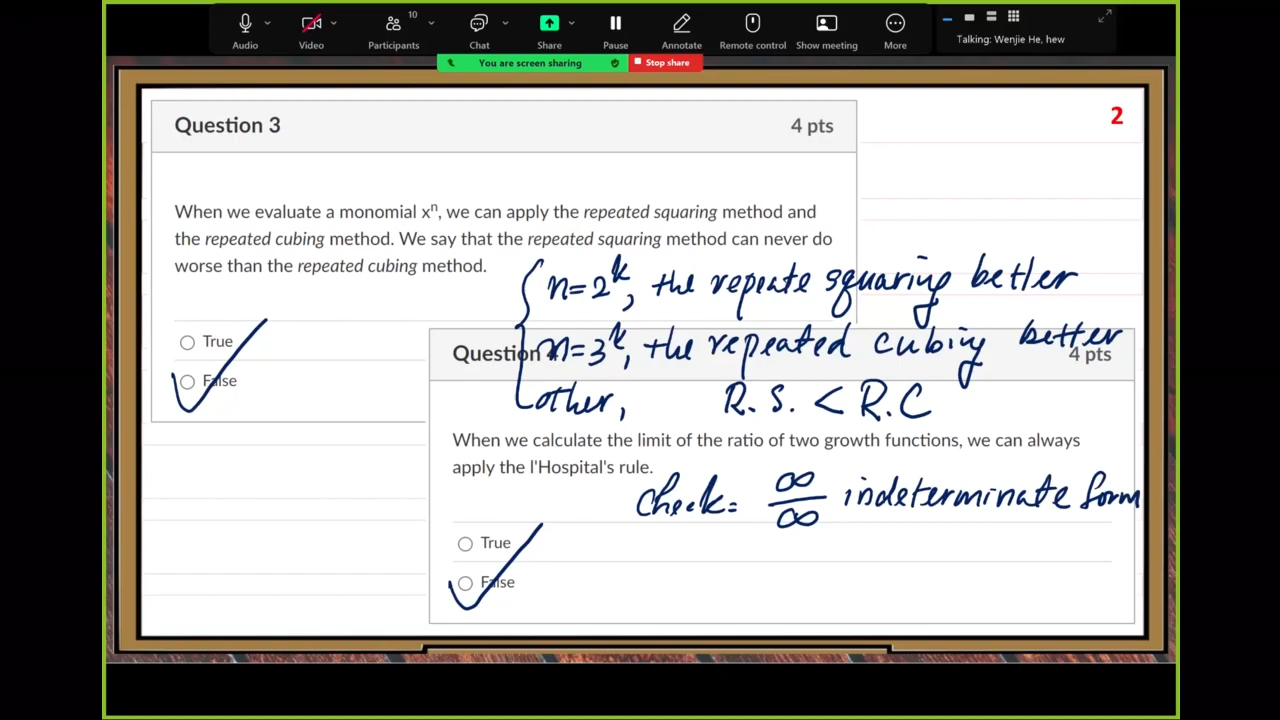 10
Audio
Video
Participants
Chat
Share
Pause
Annotate
Remote control
Show meeting
More
Talking: Wenjie He, hew
You are screen sharing
Stop share
2
Question 3
4 pts
When we evaluate a monomial xⁿ, we can apply the repeated squaring method and
the repeated cubing method. We say that the repeated squaring method can never do
worse than the repeated cubing method.
n=2^k, the repeate squaring better
True
n=3^k, the repeated cubing better
False
other, R.S. < R.C
Question
4 pts
When we calculate the limit of the ratio of two growth functions, we can always
apply the l'Hospital's rule.
check: ∞/∞ indeterminate form
True
False